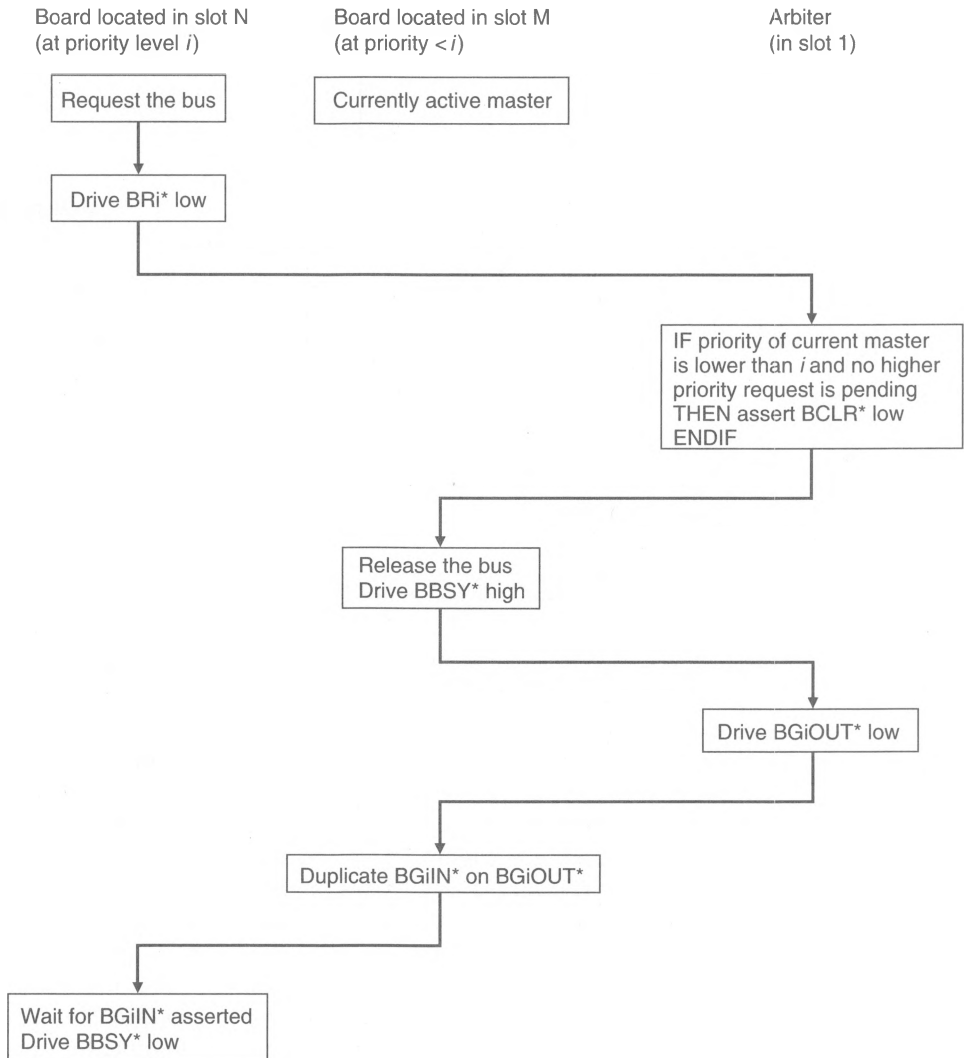 Board located in slot N
(at priority level i)
Board located in slot M
(at priority < i)
Arbiter
(in slot 1)
Request the bus
Currently active master
Drive BRi* low
IF priority of current master
is lower than i and no higher
priority request is pending
THEN assert BCLR* low
ENDIF
Release the bus
Drive BBSY* high
Drive BGiOUT* low
Duplicate BGiIN* on BGiOUT*
Wait for BGiIN* asserted
Drive BBSY* low